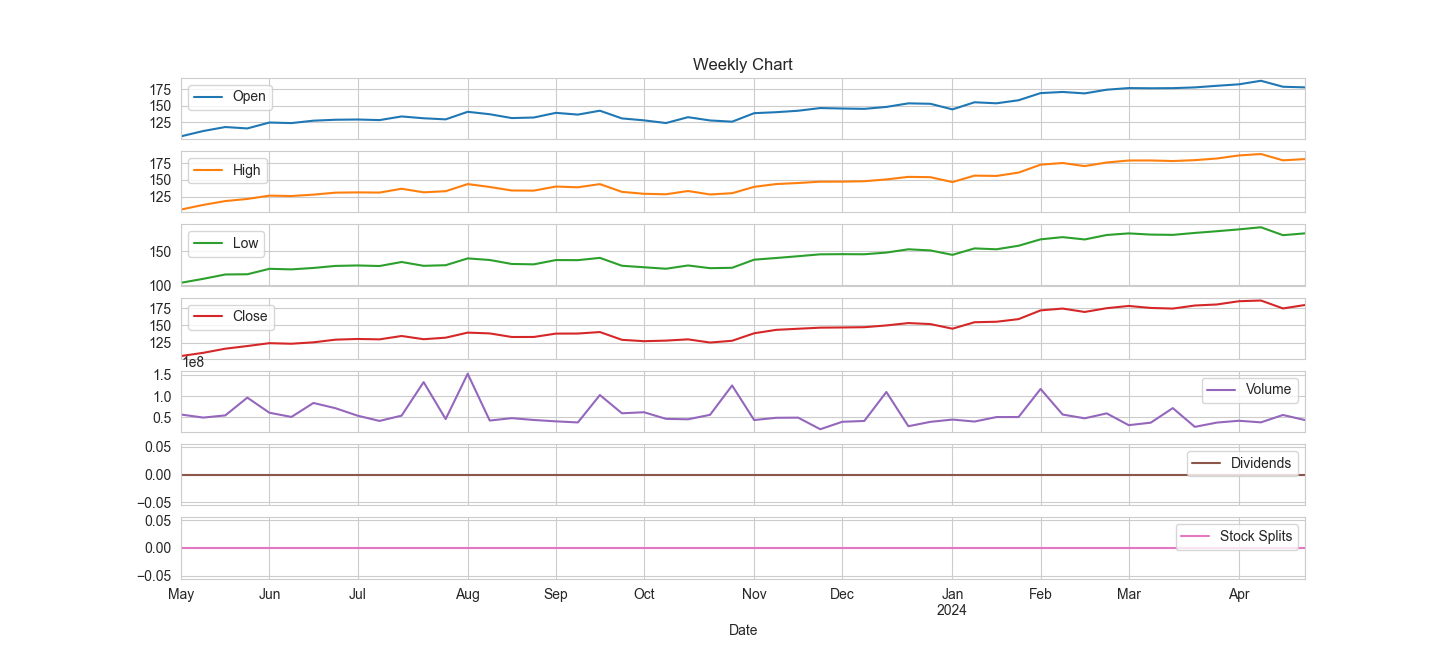 Weekly Chart
175
150
125
Open
175
150
125
High
150
100
Low
175
150
125
Close
1e8
1.5
1.0
0.5
Volume
0.05
0.00
−0.05
Dividends
0.05
0.00
−0.05
Stock Splits
May Jun Jul Aug Sep Oct Nov Dec Jan Feb Mar Apr
2024
Date